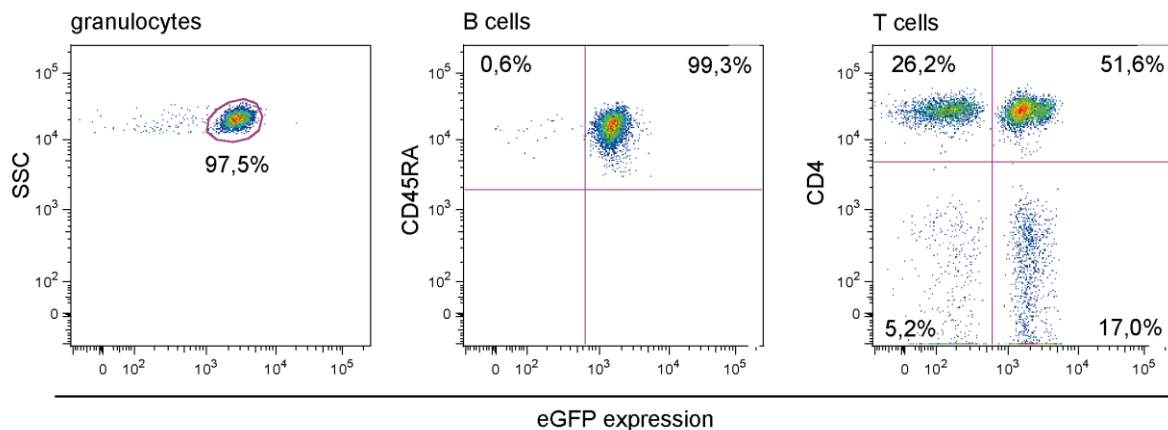 granulocytes
SSC
10⁵
10⁴
10³
10²
0
97,5%
0 10² 10³ 10⁴ 10⁵
B cells
CD45RA
10⁵
10⁴
10³
10²
0
0,6% 99,3%
0 10² 10³ 10⁴ 10⁵
T cells
CD4
10⁵
10⁴
10³
10²
0
26,2% 51,6%
5,2% 17,0%
0 10² 10³ 10⁴ 10⁵
eGFP expression